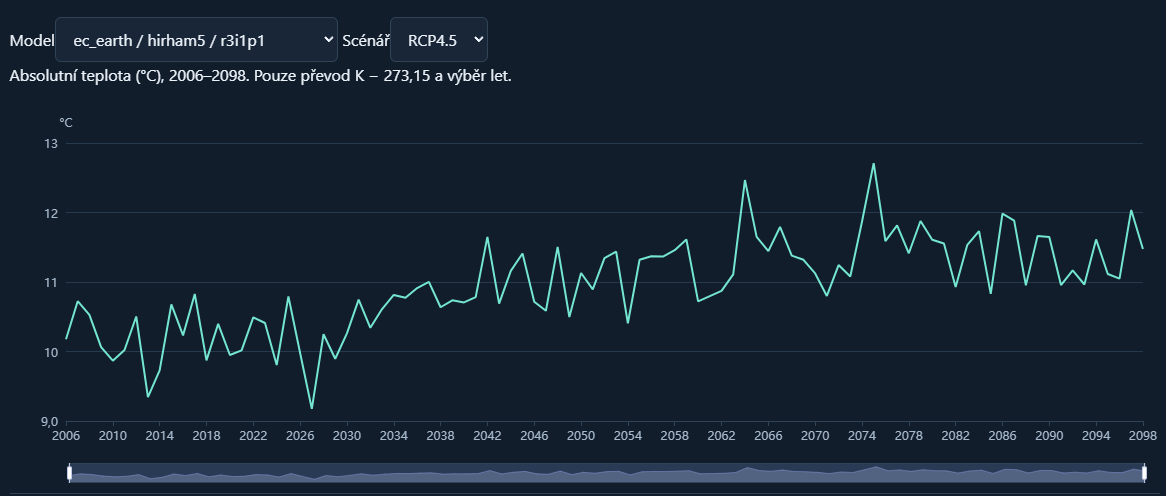 Model ec_earth / hirham5 / r3i1p1 Scénář RCP4.5
Absolutní teplota (°C), 2006–2098. Pouze převod K − 273,15 a výběr let.
°C
13
12
11
10
9,0
2006 2010 2014 2018 2022 2026 2030 2034 2038 2042 2046 2050 2054 2058 2062 2066 2070 2074 2078 2082 2086 2090 2094 2098